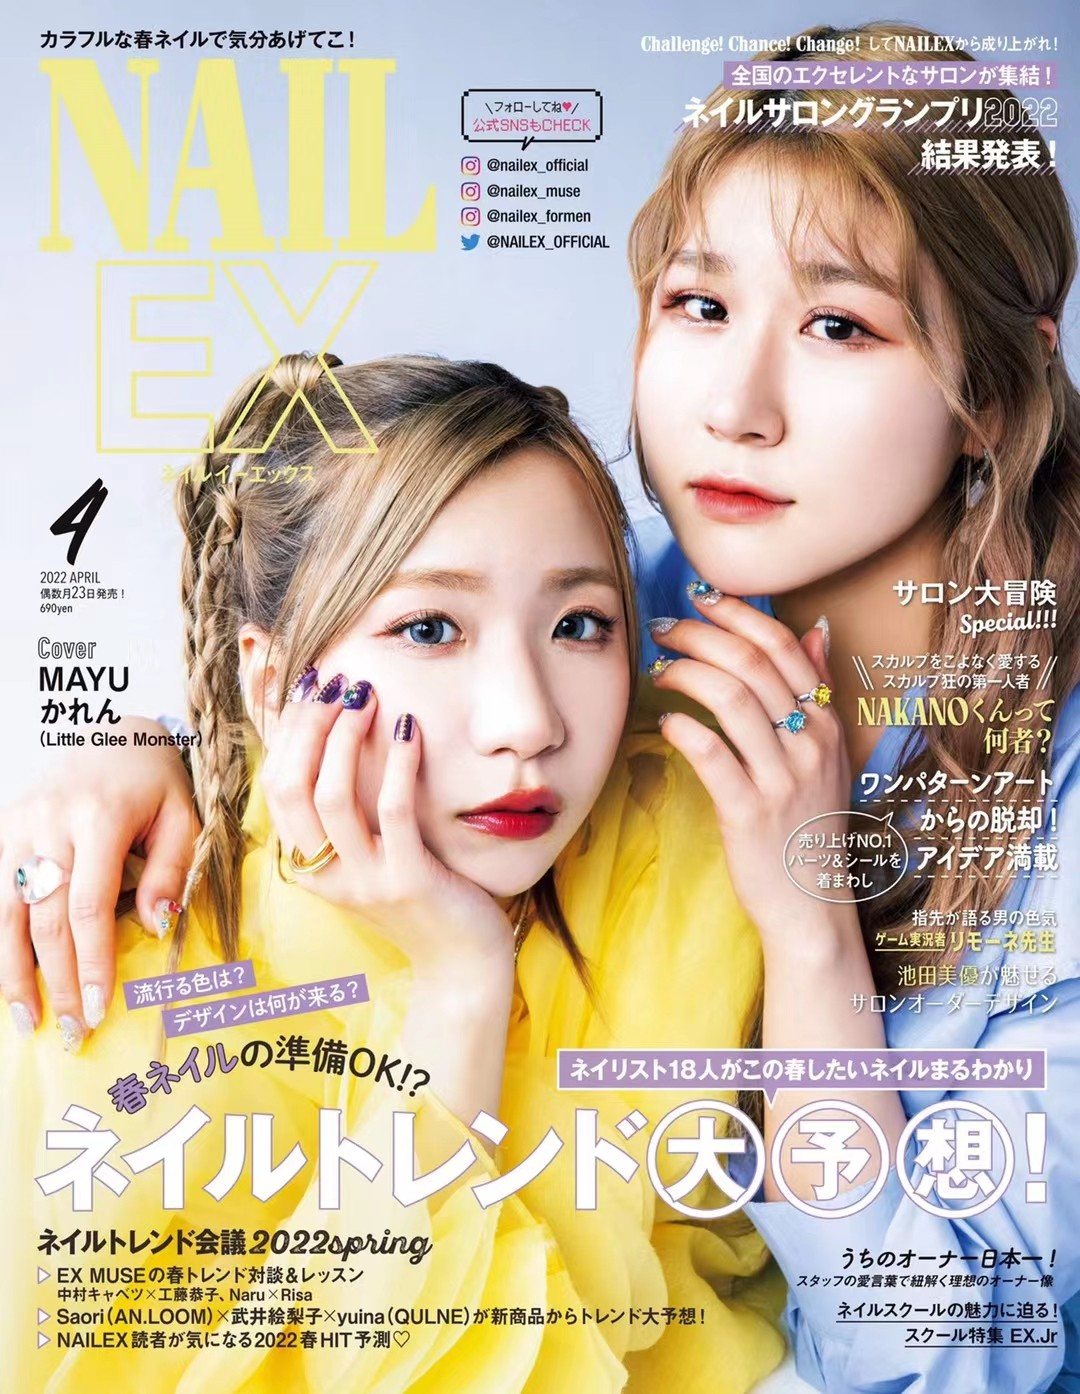 カラフルな春ネイルで気分あげてこ！
NAIL
EX
ネイルイーエックス
＼フォローしてね♥／
公式SNSもCHECK
@nailex_official
@nailex_muse
@nailex_formen
@NAILEX_OFFICIAL
Challenge! Chance! Change! してNAILEXから成り上がれ！
全国のエクセレントなサロンが集結！
ネイルサロングランプリ2022
結果発表！
4
2022 APRIL
偶数月23日発売！
690yen
Cover
MAYU
かれん
(Little Glee Monster)
サロン大冒険
Special!!!
スカルプをこよなく愛する
スカルプ狂の第一人者
NAKANOくんって
何者？
ワンパターンアート
からの脱却！
アイデア満載
売り上げNO.1
パーツ&シールを
着まわし
指先が語る男の色気
ゲーム実況者 リモーネ先生
池田美優が魅せる
サロンオーダーデザイン
流行る色は？
デザインは何が来る？
春ネイルの準備OK!?
ネイリスト18人がこの春したいネイルまるわかり
ネイルトレンド大予想！
ネイルトレンド会議2022spring
▷ EX MUSEの春トレンド対談&レッスン
中村キャベツ×工藤恭子、Naru×Risa
▷ Saori(AN.LOOM)×武井絵梨子×yuina(QULNE)が新商品からトレンド大予想！
▷ NAILEX読者が気になる2022春HIT予測♡
うちのオーナー日本一！
スタッフの愛言葉で紐解く理想のオーナー像
ネイルスクールの魅力に迫る！
スクール特集 EX.Jr